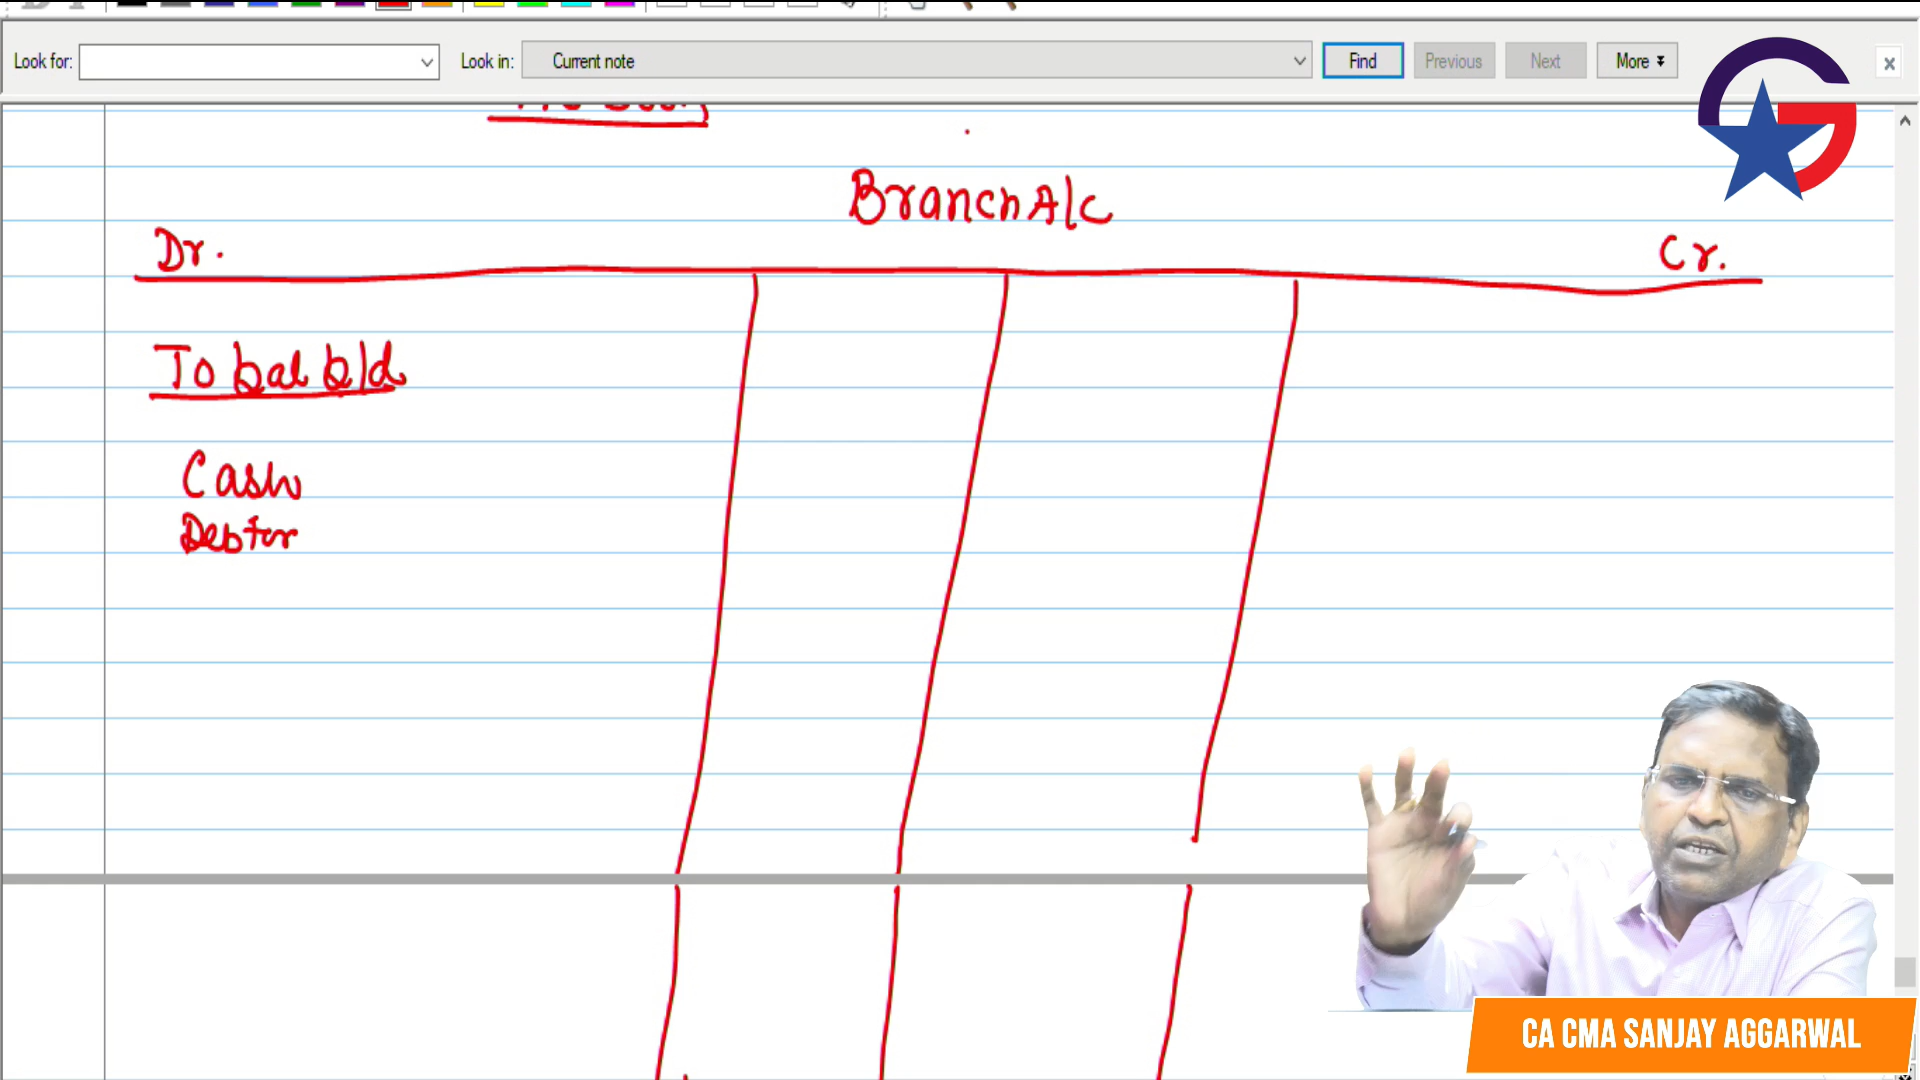 Look for:
Look in: Current note Find Previous Next More
Branch A/c
Dr. Cr.
To bal b/d
Cash
Debtor
CA CMA SANJAY AGGARWAL